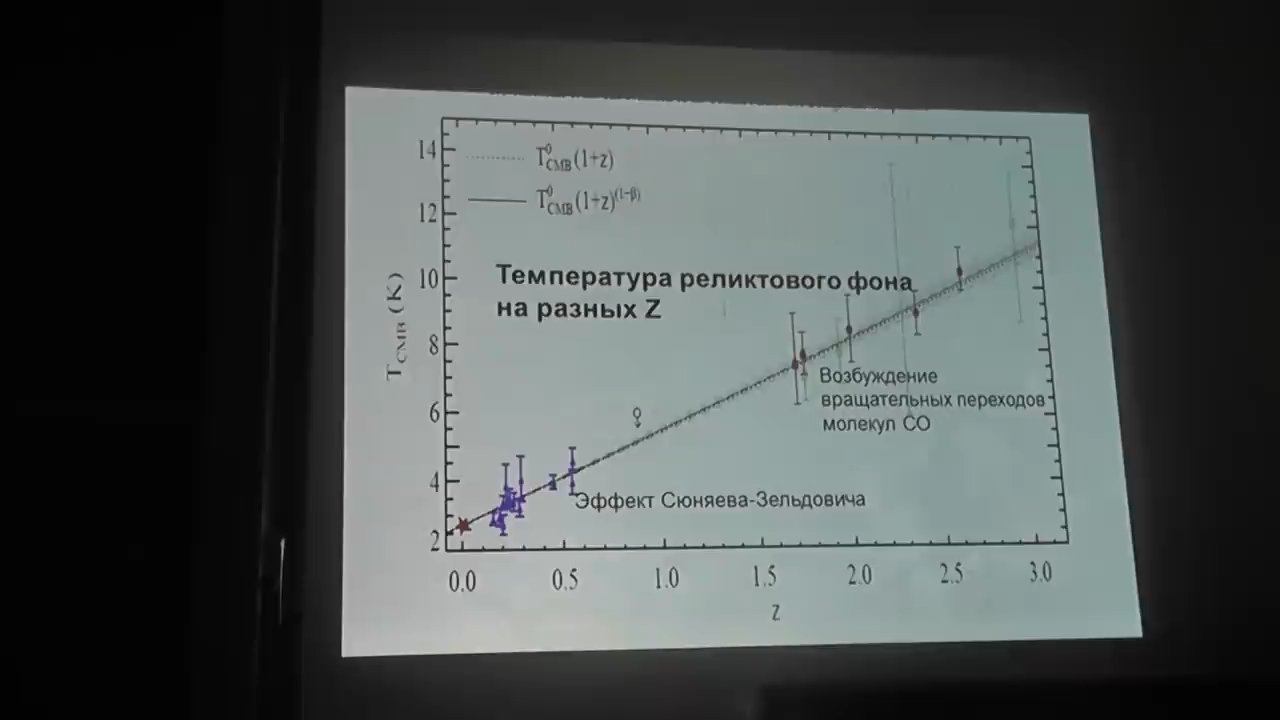 14
T⁰CMB(1+z)
T⁰CMB(1+z)(1-β)
12
Температура реликтового фона
на разных Z
10
TCMB (K)
8
Возбуждение
вращательных переходов
молекул СО
6
4
Эффект Сюняева-Зельдовича
2
0.0 0.5 1.0 1.5 2.0 2.5 3.0
z